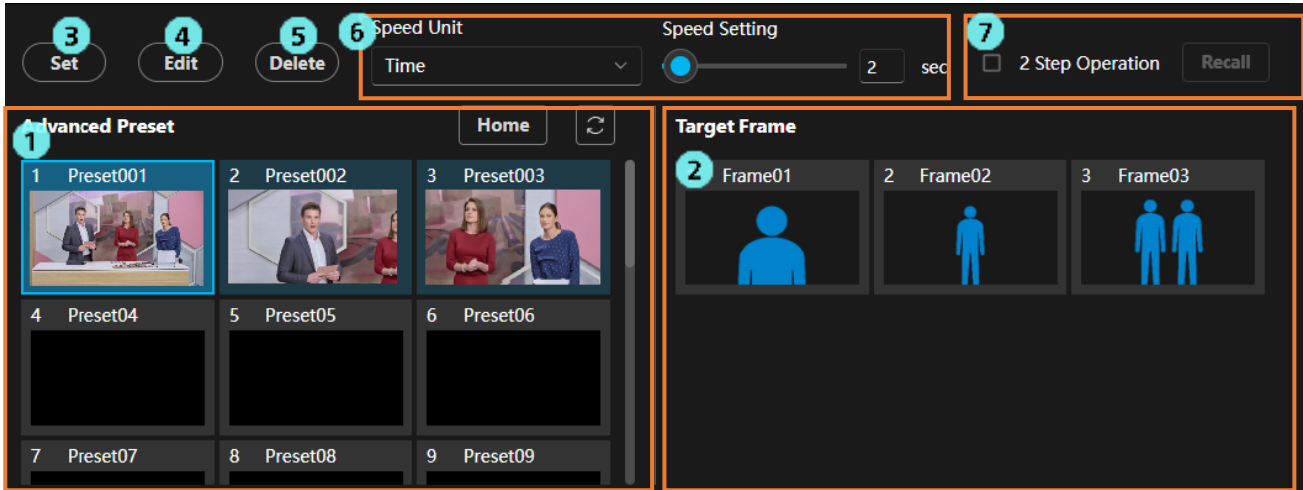 3 4 5 6 Speed Unit Speed Setting 7
Set Edit Delete Time 2 sec 2 Step Operation Recall
Advanced Preset Home Target Frame
1
1 Preset001 2 Preset002 3 Preset003 2 Frame01 2 Frame02 3 Frame03
4 Preset04 5 Preset05 6 Preset06
7 Preset07 8 Preset08 9 Preset09